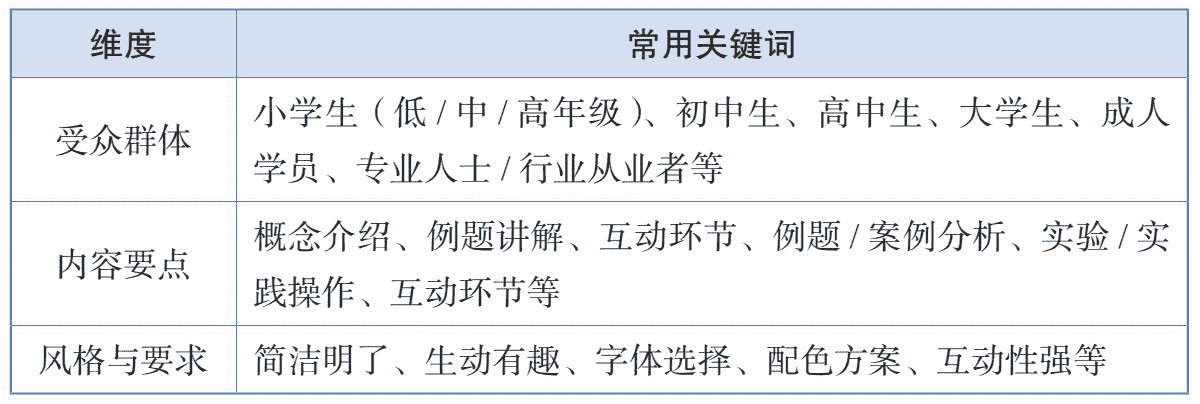 维度
常用关键词
受众群体
小学生（低 / 中 / 高年级）、初中生、高中生、大学生、成人
学员、专业人士 / 行业从业者等
内容要点
概念介绍、例题讲解、互动环节、例题 / 案例分析、实验 / 实
践操作、互动环节等
风格与要求
简洁明了、生动有趣、字体选择、配色方案、互动性强等